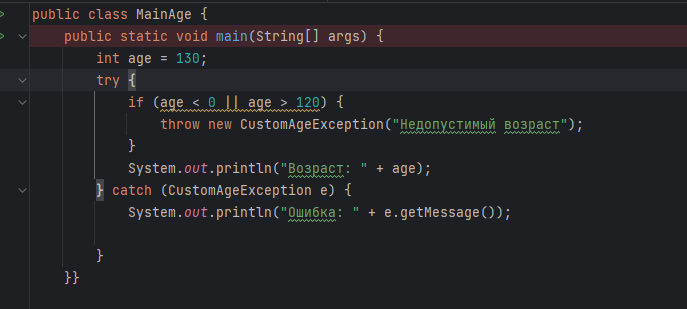 public class MainAge {
public static void main(String[] args) {
int age = 130;
try {
if (age < 0 || age > 120) {
throw new CustomAgeException("Недопустимый возраст");
}
System.out.println("Возраст: " + age);
} catch (CustomAgeException e) {
System.out.println("Ошибка: " + e.getMessage());
}
}}